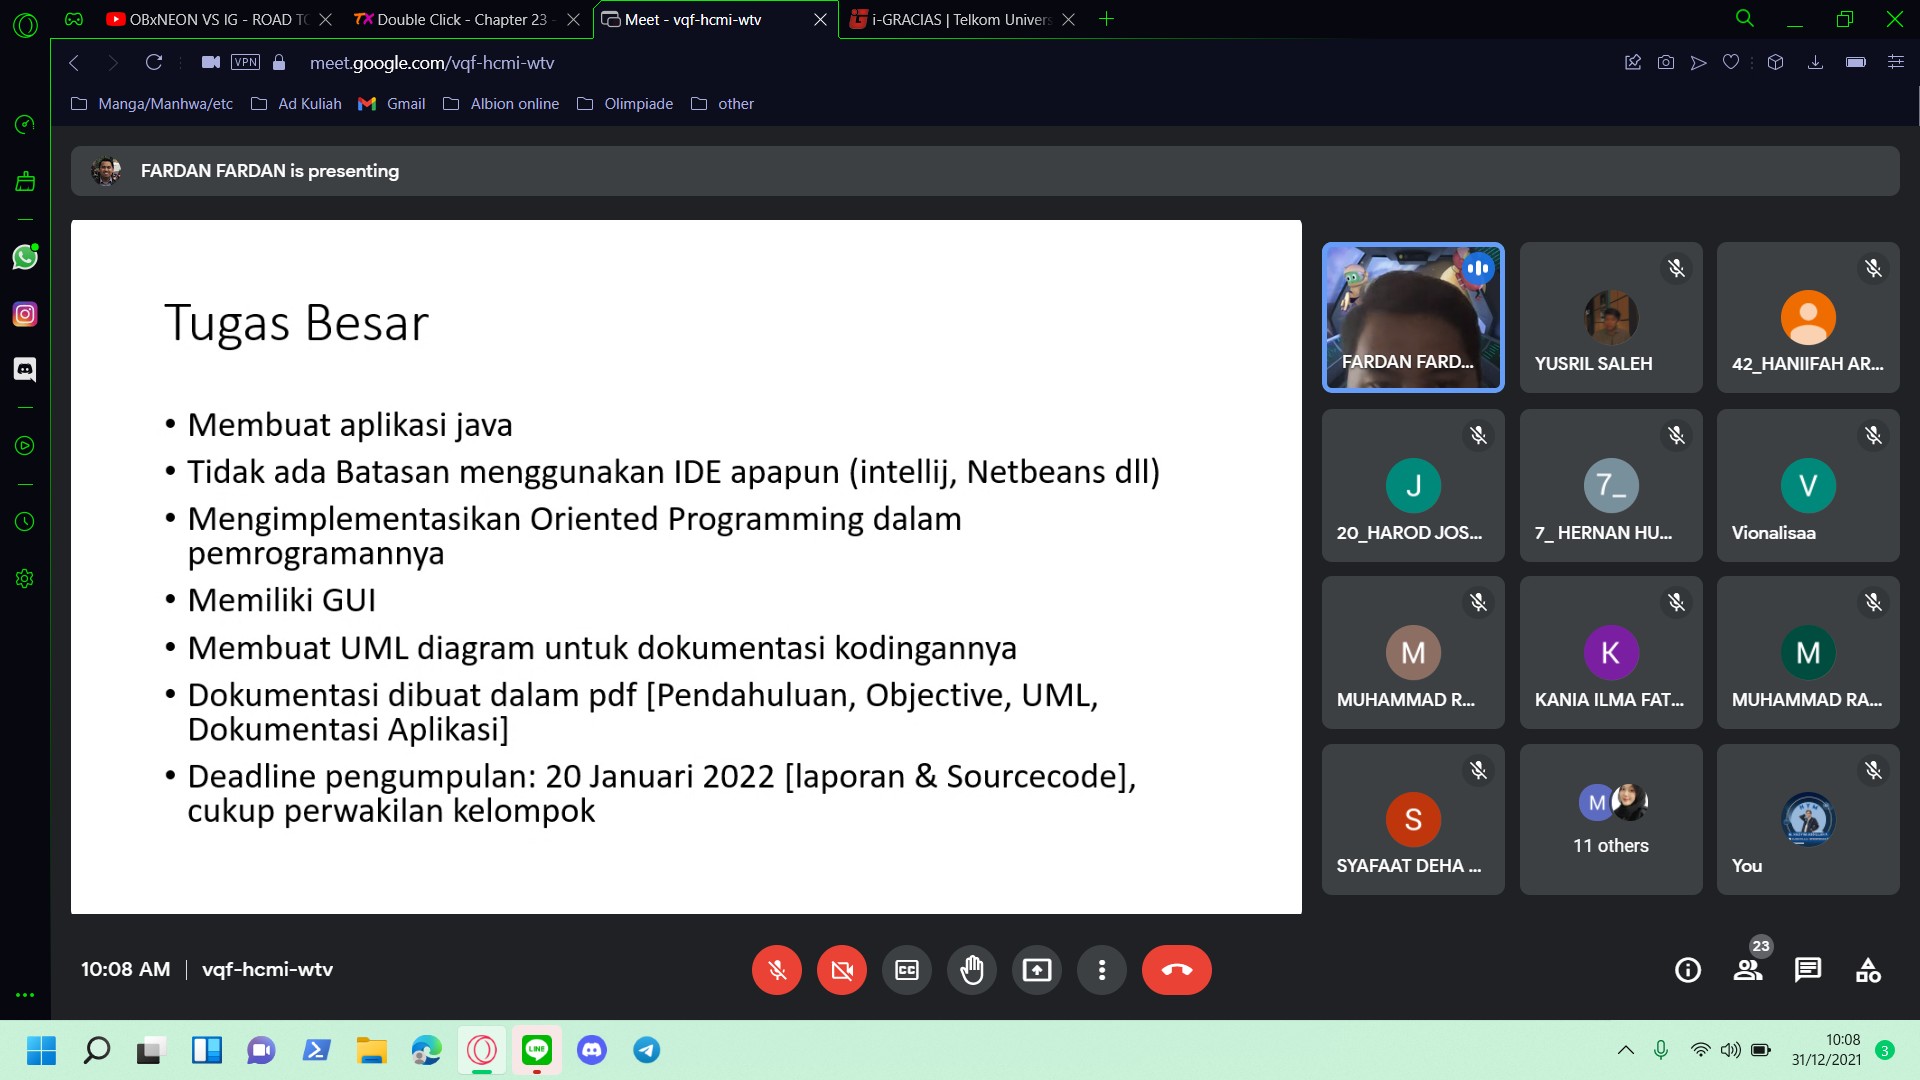 OBxNEON VS IG - ROAD TO
Double Click - Chapter 23 -
Meet - vqf-hcmi-wtv
i-GRACIAS | Telkom Univers
VPN
meet.google.com/vqf-hcmi-wtv
Manga/Manhwa/etc
Ad Kuliah
Gmail
Albion online
Olimpiade
other
FARDAN FARDAN is presenting
Tugas Besar
• Membuat aplikasi java
• Tidak ada Batasan menggunakan IDE apapun (intellij, Netbeans dll)
• Mengimplementasikan Oriented Programming dalam
pemrogramannya
• Memiliki GUI
• Membuat UML diagram untuk dokumentasi kodingannya
• Dokumentasi dibuat dalam pdf [Pendahuluan, Objective, UML,
Dokumentasi Aplikasi]
• Deadline pengumpulan: 20 Januari 2022 [laporan & Sourcecode],
cukup perwakilan kelompok
FARDAN FARD...
YUSRIL SALEH
42_HANIIFAH AR...
J
20_HAROD JOS...
7_
7_ HERNAN HU...
V
Vionalisaa
M
MUHAMMAD R...
K
KANIA ILMA FAT...
M
MUHAMMAD RA...
S
SYAFAAT DEHA ...
M
11 others
You
10:08 AM | vqf-hcmi-wtv
CC
23
LINE
10:08
31/12/2021
3